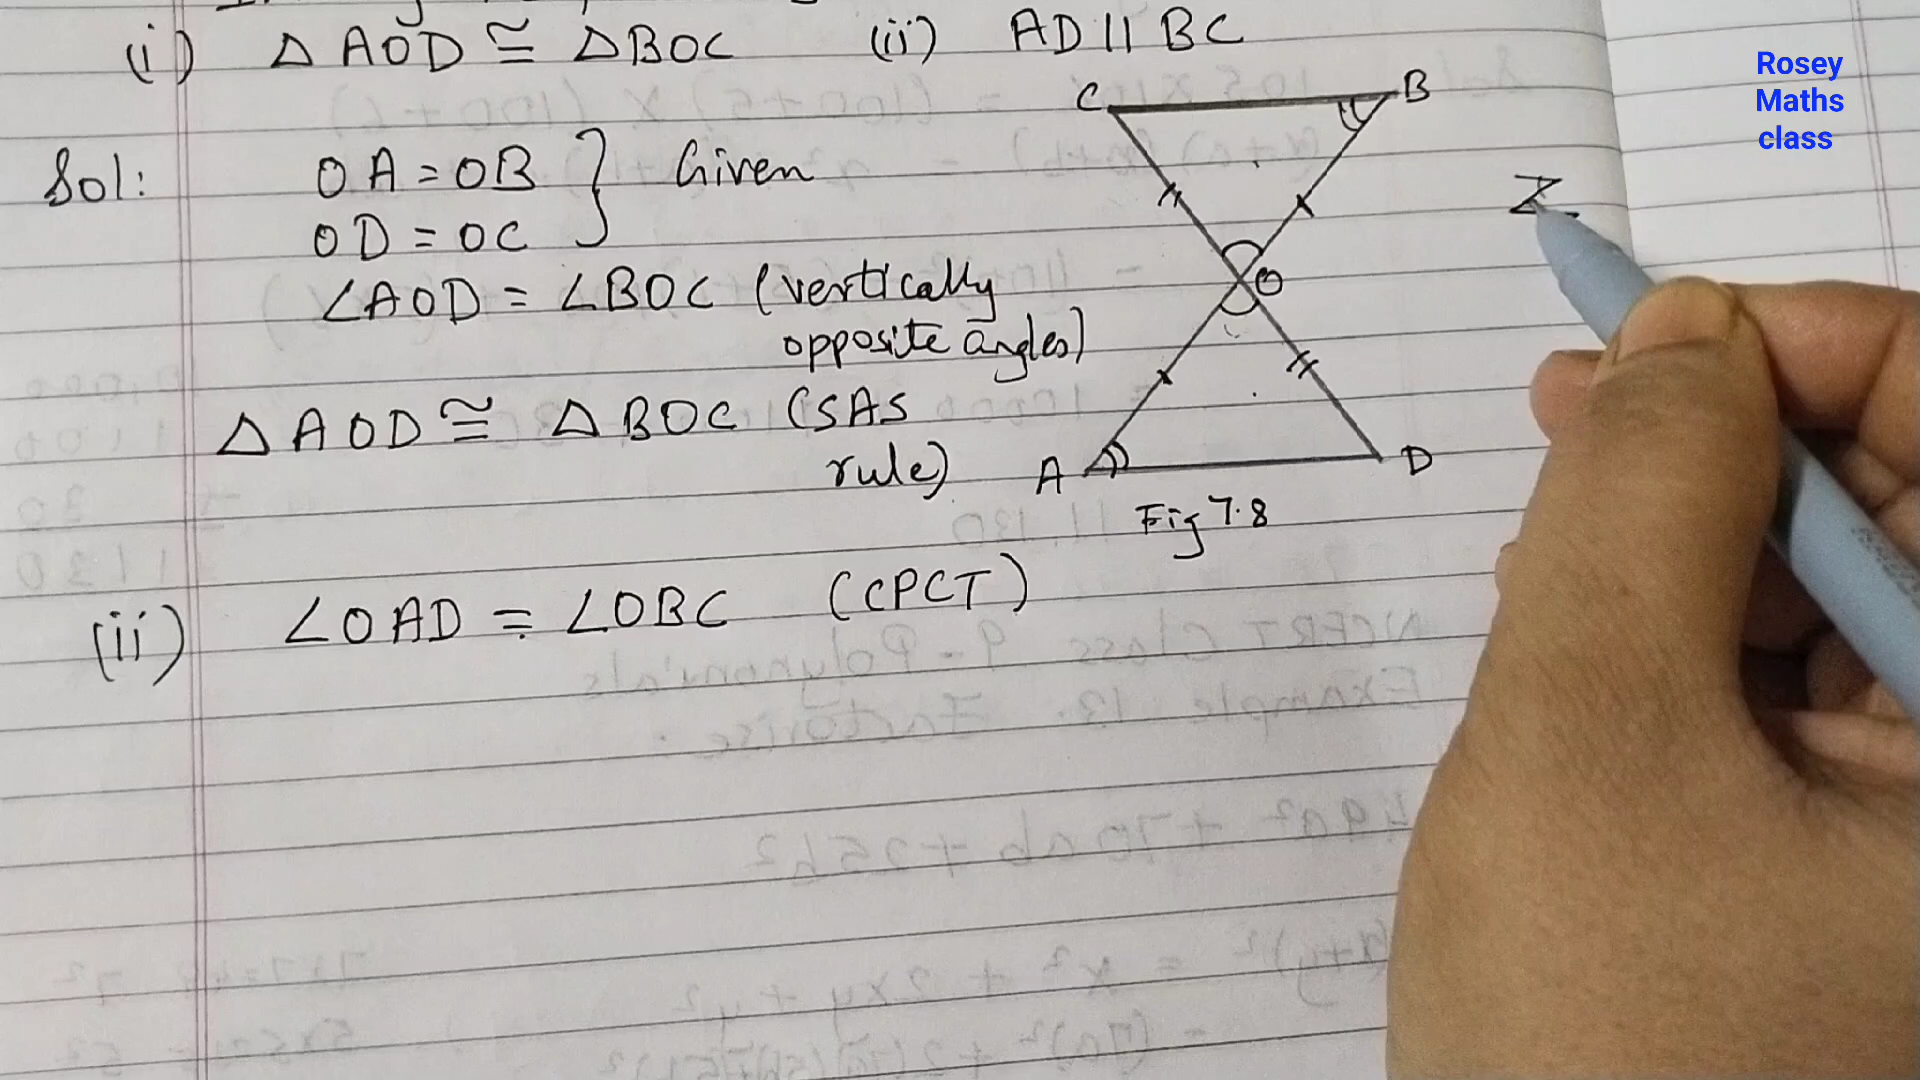 (i) △ AOD ≅ △BOC (ii) AD || BC
Rosey
Maths
class
C B
Sol: OA = OB } Given
OD = OC
Z
∠AOD = ∠BOC (vertically
opposite angles)
O
△ AOD ≅ △ BOC (SAS
rule)
A D
Fig 7.8
(ii) ∠OAD = ∠OBC (CPCT)